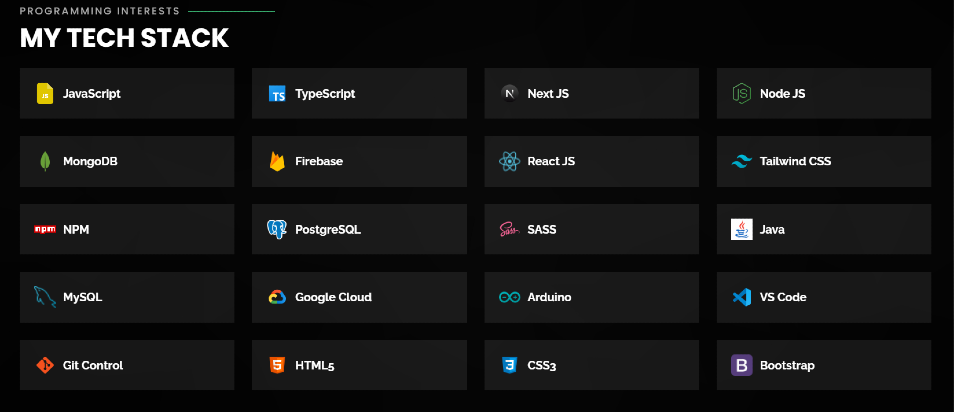 PROGRAMMING INTERESTS
MY TECH STACK
JS JavaScript
TS TypeScript
N Next JS
JS Node JS
MongoDB
Firebase
React JS
Tailwind CSS
npm NPM
PostgreSQL
Sass SASS
Java
MySQL
Google Cloud
Arduino
VS Code
Git Control
5 HTML5
3 CSS3
B Bootstrap